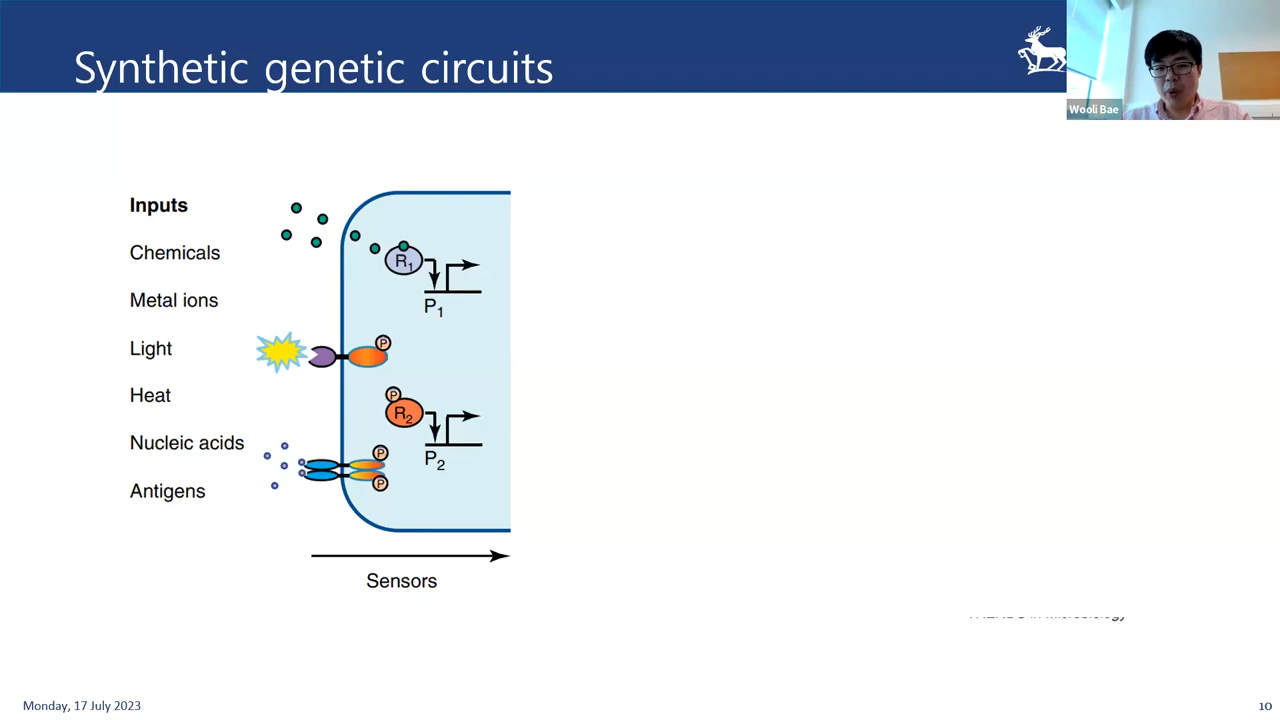 Synthetic genetic circuits
Wooli Bae
Inputs
Chemicals
Metal ions
Light
Heat
Nucleic acids
Antigens
R1
P1
P
P
R2
P2
P
P
Sensors
Monday, 17 July 2023
10